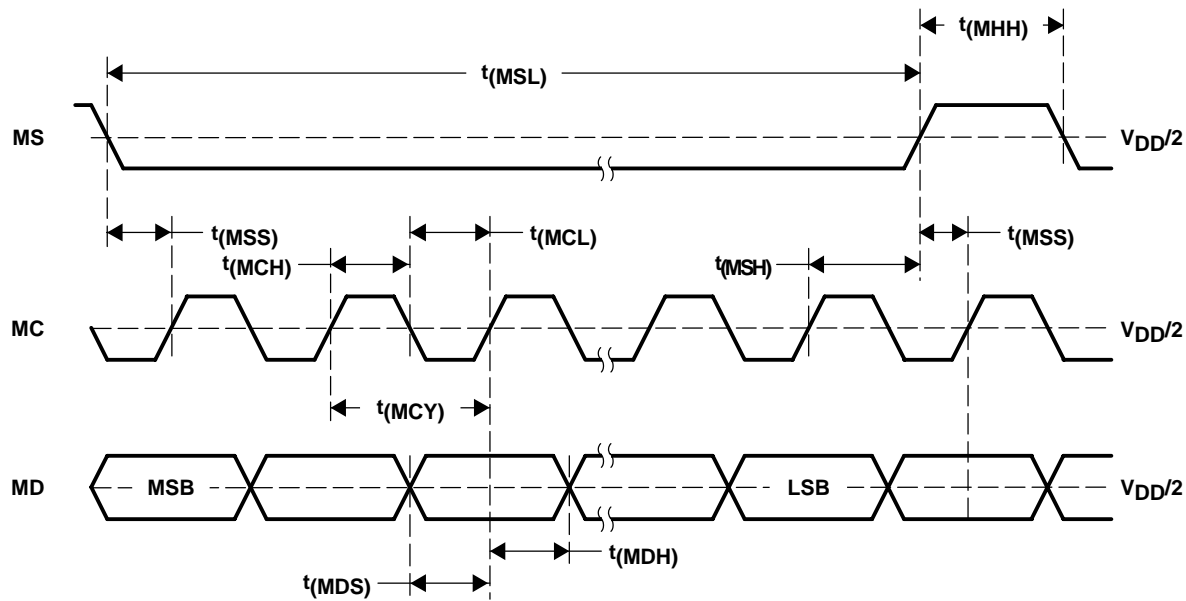 t(MHH)
t(MSL)
MS
VDD/2
t(MSS)
t(MCL)
t(MSS)
t(MCH)
t(MSH)
MC
VDD/2
t(MCY)
MD
MSB
LSB
VDD/2
t(MDH)
t(MDS)